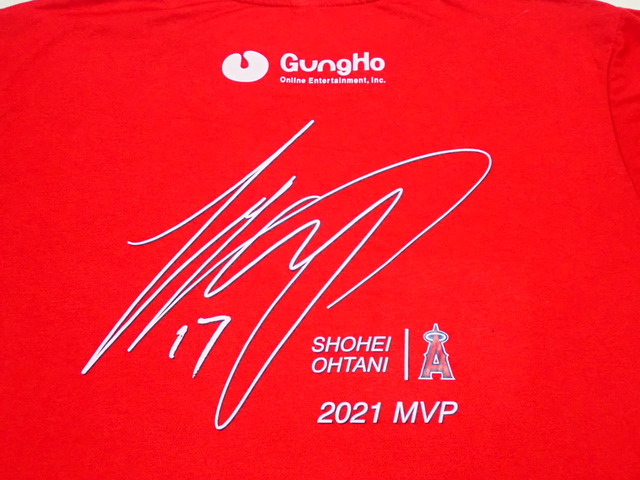 GungHo
Online Entertainment, Inc.
17
SHOHEI
OHTANI
A
2021 MVP